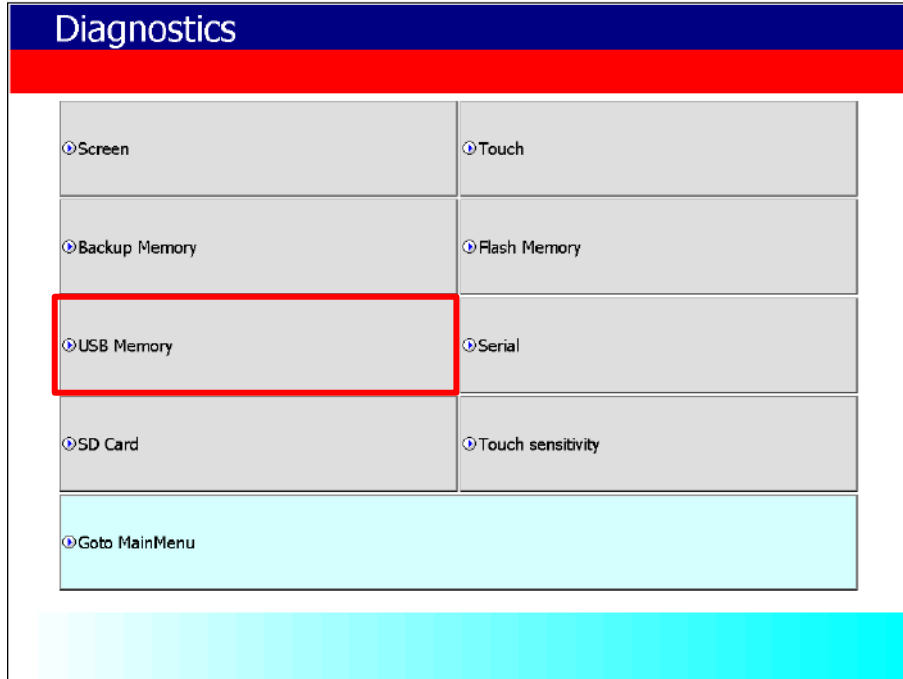 Diagnostics
Screen
Touch
Backup Memory
Flash Memory
USB Memory
Serial
SD Card
Touch sensitivity
Goto MainMenu